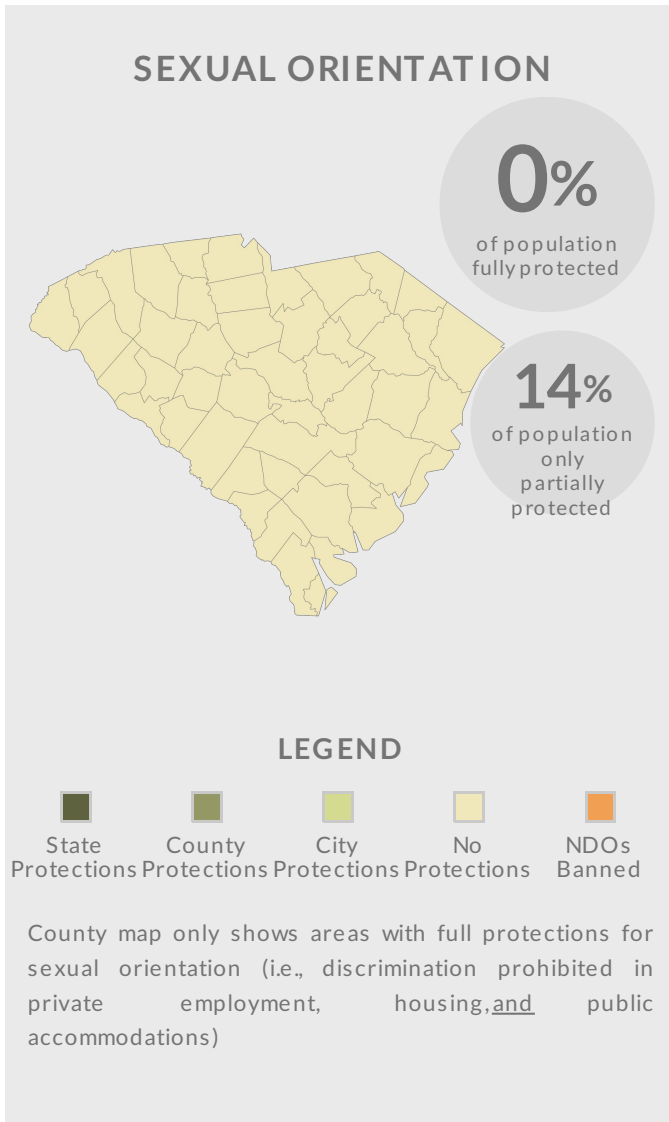 SEXUAL ORIENTATION
0%
of population
fully protected
14%
of population
only
partially
protected
LEGEND
State
Protections
County
Protections
City
Protections
No
Protections
NDOs
Banned
County map only shows areas with full protections for
sexual orientation (i.e., discrimination prohibited in
private employment, housing, and public
accommodations)